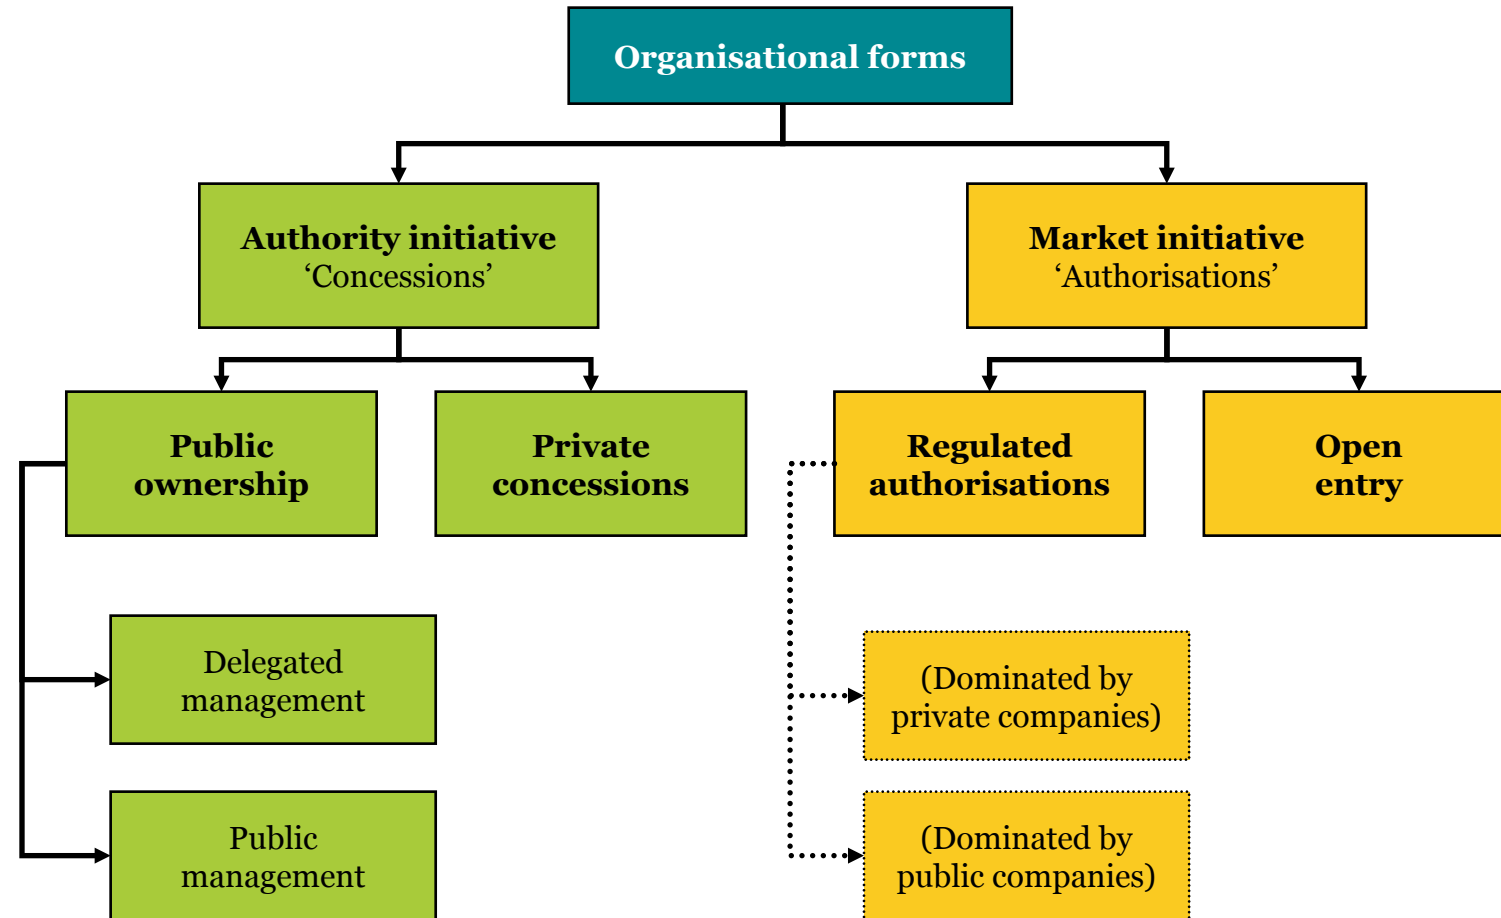 Organisational forms
Authority initiative
‘Concessions’
Market initiative
‘Authorisations’
Public
ownership
Private
concessions
Regulated
authorisations
Open
entry
Delegated
management
(Dominated by
private companies)
Public
management
(Dominated by
public companies)